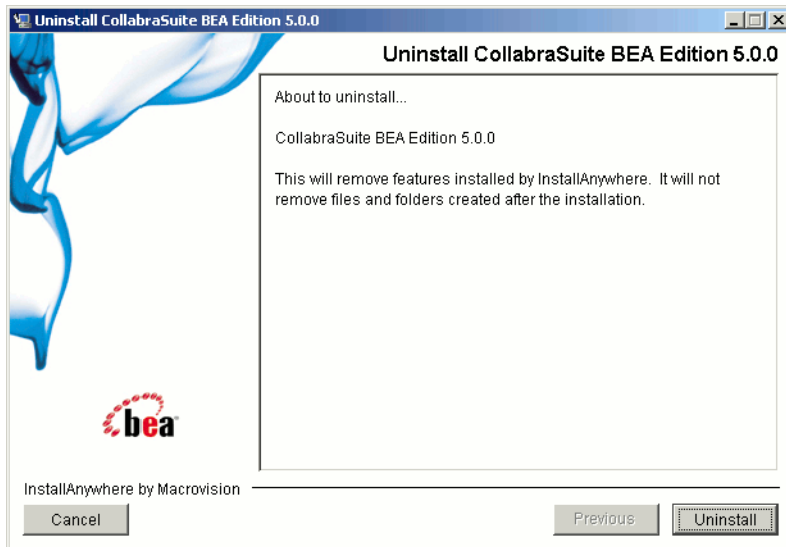 Uninstall CollabraSuite BEA Edition 5.0.0
Uninstall CollabraSuite BEA Edition 5.0.0
About to uninstall...
CollabraSuite BEA Edition 5.0.0
This will remove features installed by InstallAnywhere. It will not
remove files and folders created after the installation.
bea
InstallAnywhere by Macrovision
Cancel
Previous
Uninstall